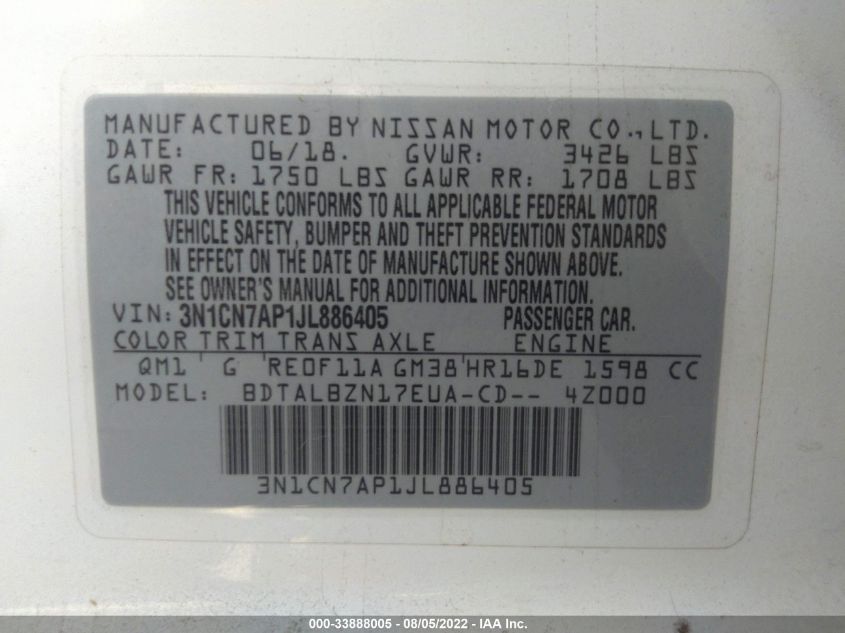 MANUFACTURED BY NISSAN MOTOR CO., LTD.
DATE: 06/18. GVWR: 3426 LBS
GAWR FR: 1750 LBS GAWR RR: 1708 LBS
THIS VEHICLE CONFORMS TO ALL APPLICABLE FEDERAL MOTOR
VEHICLE SAFETY, BUMPER AND THEFT PREVENTION STANDARDS
IN EFFECT ON THE DATE OF MANUFACTURE SHOWN ABOVE.
SEE OWNER'S MANUAL FOR ADDITIONAL INFORMATION.
VIN: 3N1CN7AP1JL886405 PASSENGER CAR.
COLOR TRIM TRANS AXLE ENGINE
QM1 G RE0F11A GM38 HR16DE 1598 CC
MODEL: BDTALBZN17EUA-CD-- 4Z000
3N1CN7AP1JL886405
000-33888005 - 08/05/2022 - IAA Inc.